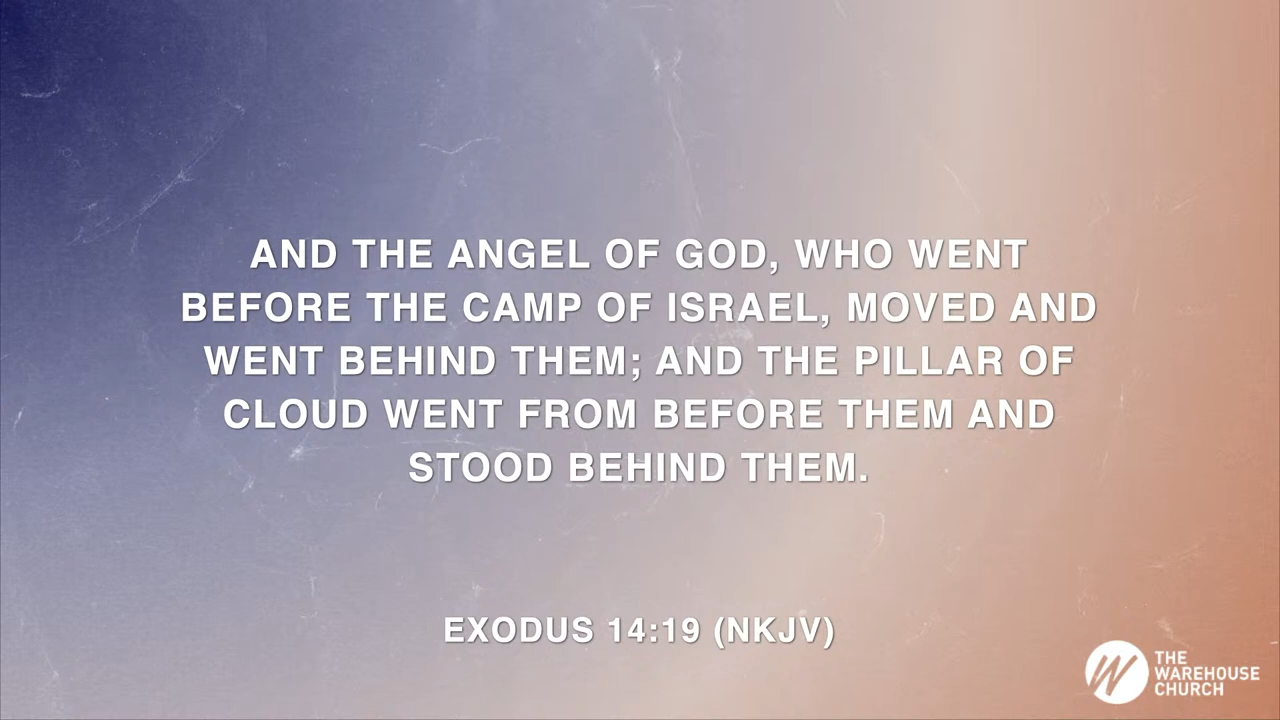 AND THE ANGEL OF GOD, WHO WENT
BEFORE THE CAMP OF ISRAEL, MOVED AND
WENT BEHIND THEM; AND THE PILLAR OF
CLOUD WENT FROM BEFORE THEM AND
STOOD BEHIND THEM.
EXODUS 14:19 (NKJV)
W
THE
WAREHOUSE
CHURCH